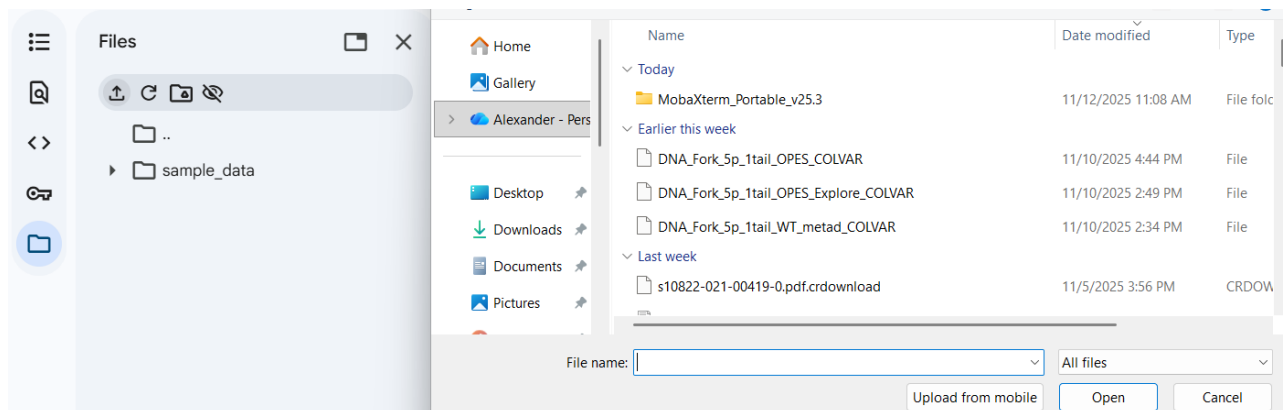 Files
..
sample_data
Home
Gallery
Alexander - Pers
Desktop
Downloads
Documents
Pictures
Name Date modified Type
Today
MobaXterm_Portable_v25.3 11/12/2025 11:08 AM File folc
Earlier this week
DNA_Fork_5p_1tail_OPES_COLVAR 11/10/2025 4:44 PM File
DNA_Fork_5p_1tail_OPES_Explore_COLVAR 11/10/2025 2:49 PM File
DNA_Fork_5p_1tail_WT_metad_COLVAR 11/10/2025 2:34 PM File
Last week
s10822-021-00419-0.pdf.crdownload 11/5/2025 3:56 PM CRDOW
File name: All files
Upload from mobile Open Cancel